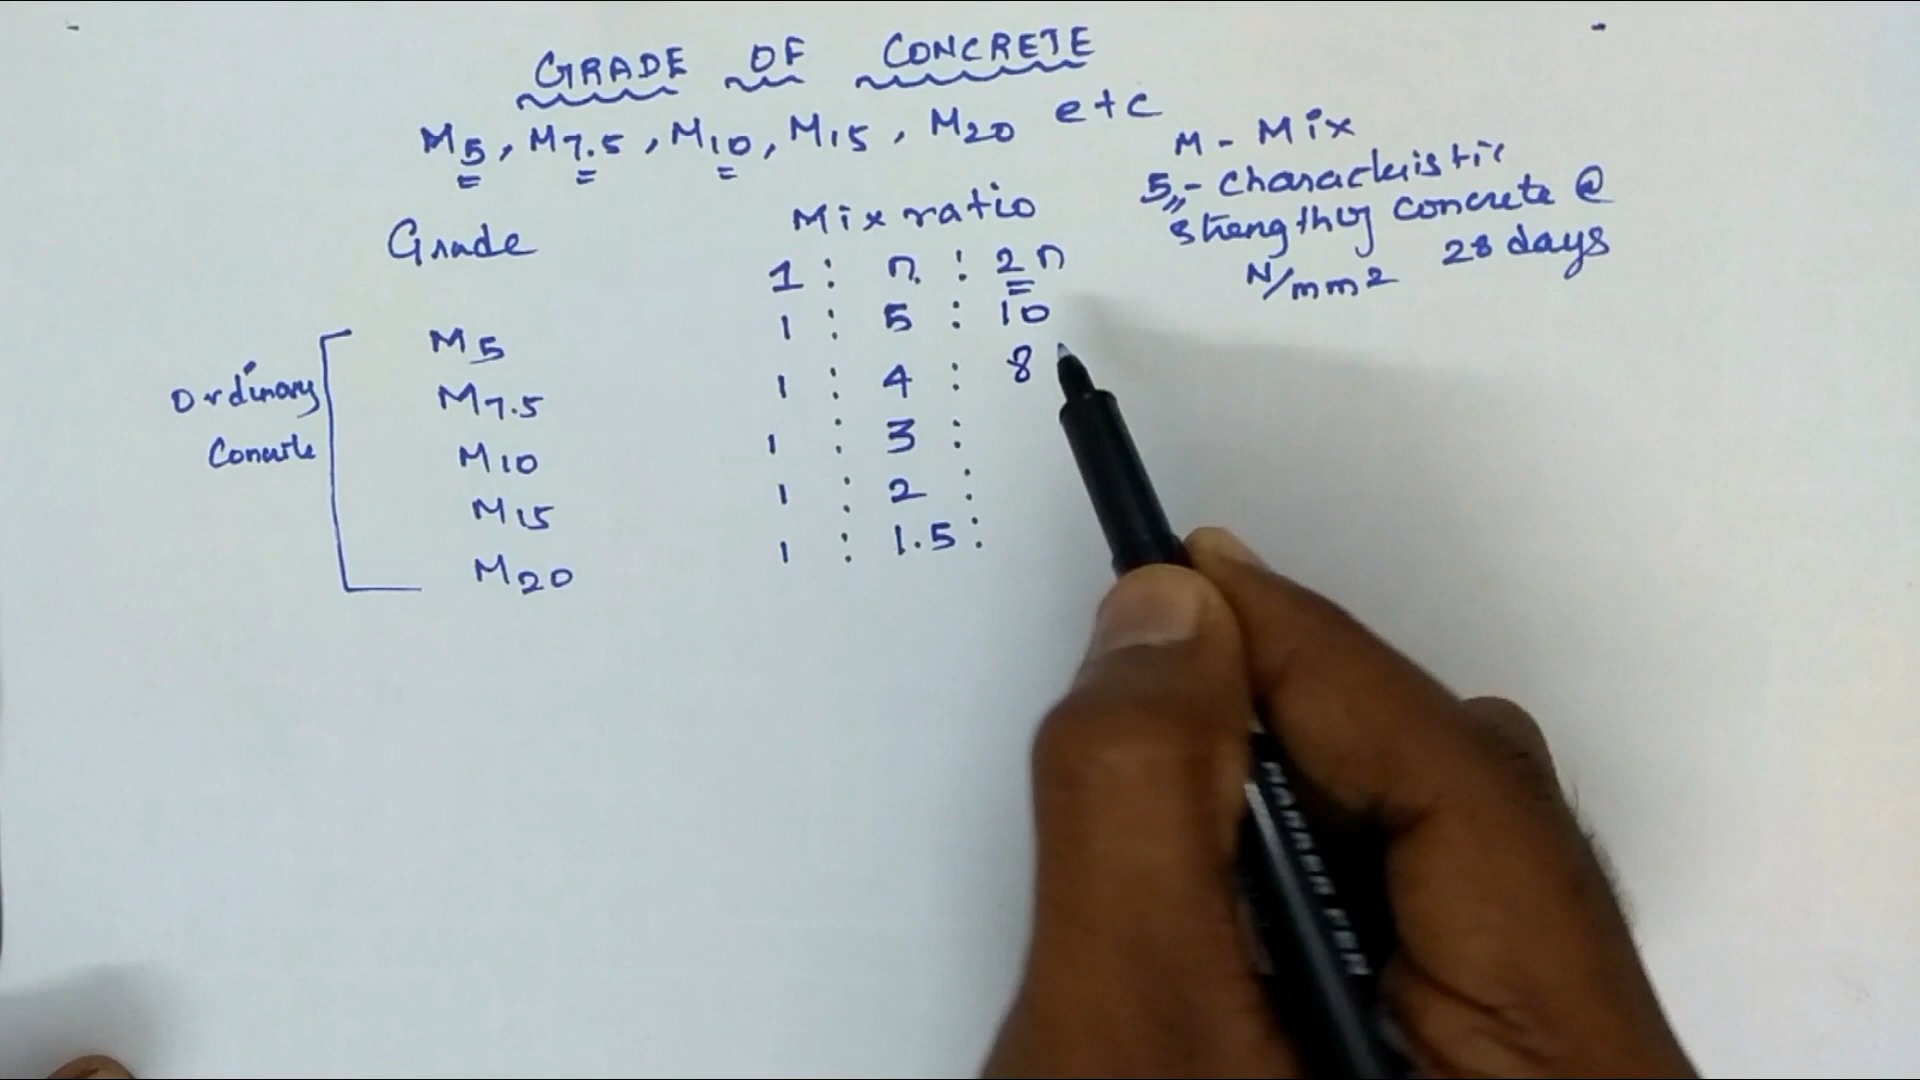 GRADE OF CONCRETE
M5, M7.5, M10, M15, M20 etc
M - Mix
5,, - characteristic
strength of concrete @
N/mm2 28 days
Grade Mix ratio
1 : n : 2n
M5 1 : 5 : 10
M7.5 1 : 4 : 8
M10 1 : 3 :
M15 1 : 2 :
M20 1 : 1.5 :
Ordinary
Concrete
HARBR PEN